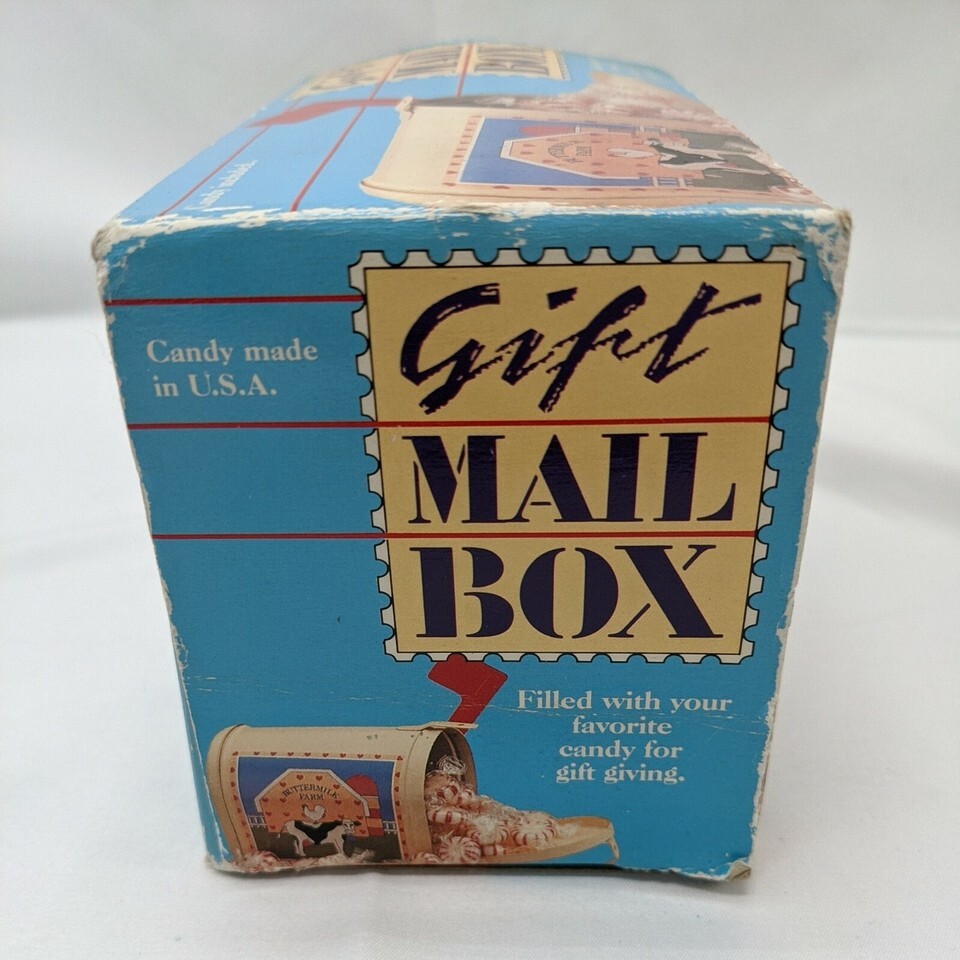 Candy made
in U.S.A.
Gift
MAIL
BOX
Filled with your
favorite
candy for
gift giving.
BUTTERMILK
FARM